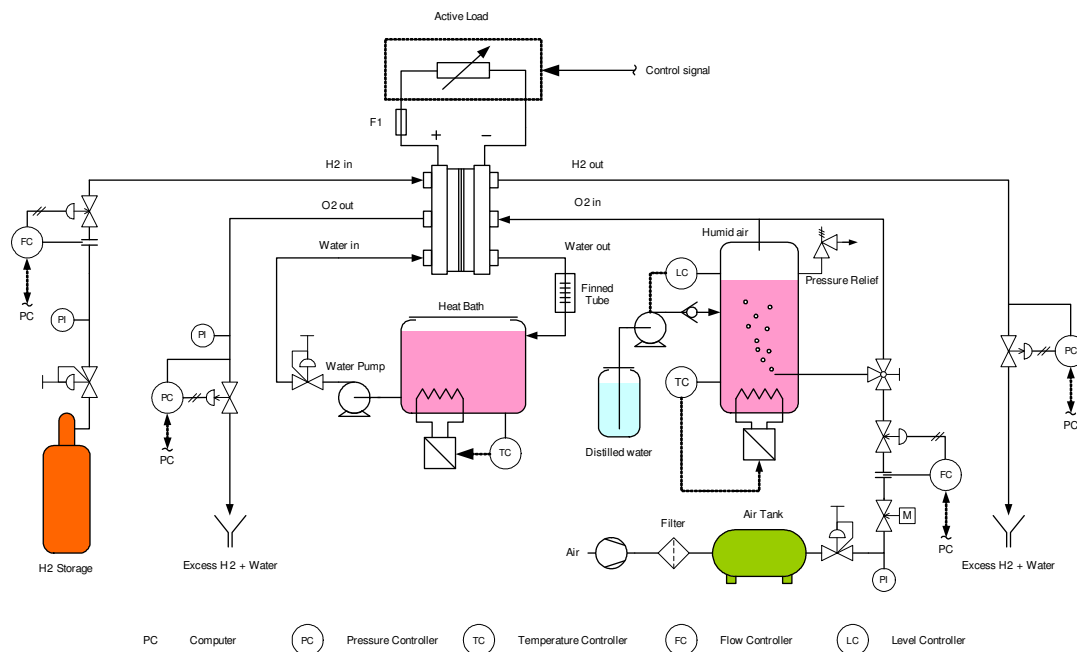 Active Load
Control signal
F1
+
−
H2 in
H2 out
O2 out
O2 in
Water in
Water out
Humid air
FC
LC
Pressure Relief
Finned
Tube
PC
PI
Heat Bath
PI
PC
Water Pump
TC
PC
PC
PC
TC
Distilled water
FC
PC
M
Air Tank
Filter
Air
PC
PI
H2 Storage
Excess H2 + Water
Excess H2 + Water
PC Computer PC Pressure Controller TC Temperature Controller FC Flow Controller LC Level Controller